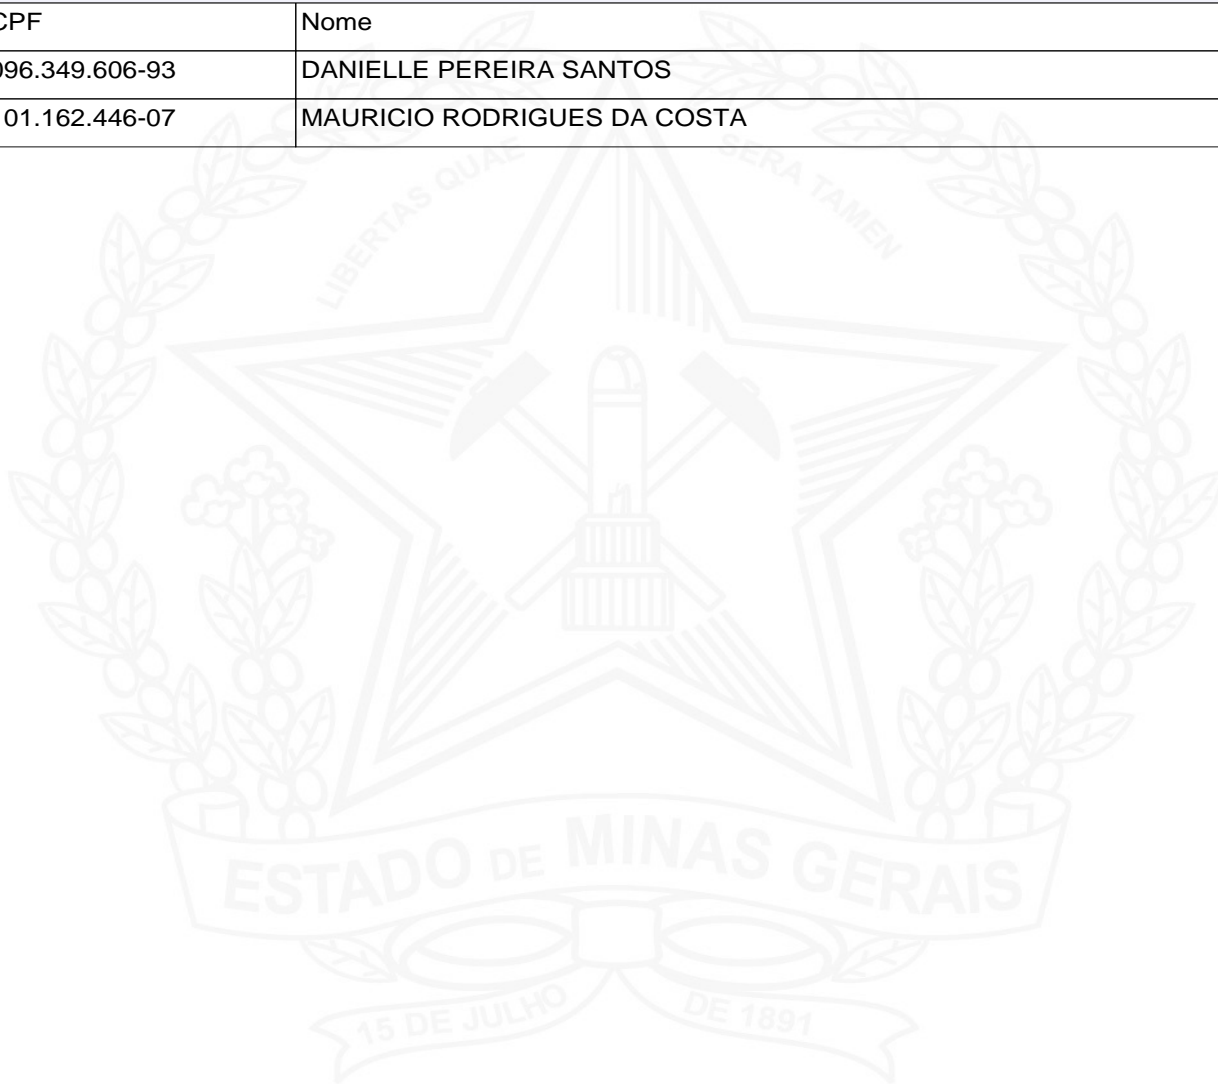 CPF Nome
096.349.606-93 DANIELLE PEREIRA SANTOS
01.162.446-07 MAURICIO RODRIGUES DA COSTA
LIBERTAS QUAE SERA TAMEN
ESTADO DE MINAS GERAIS
15 DE JULHO DE 1891